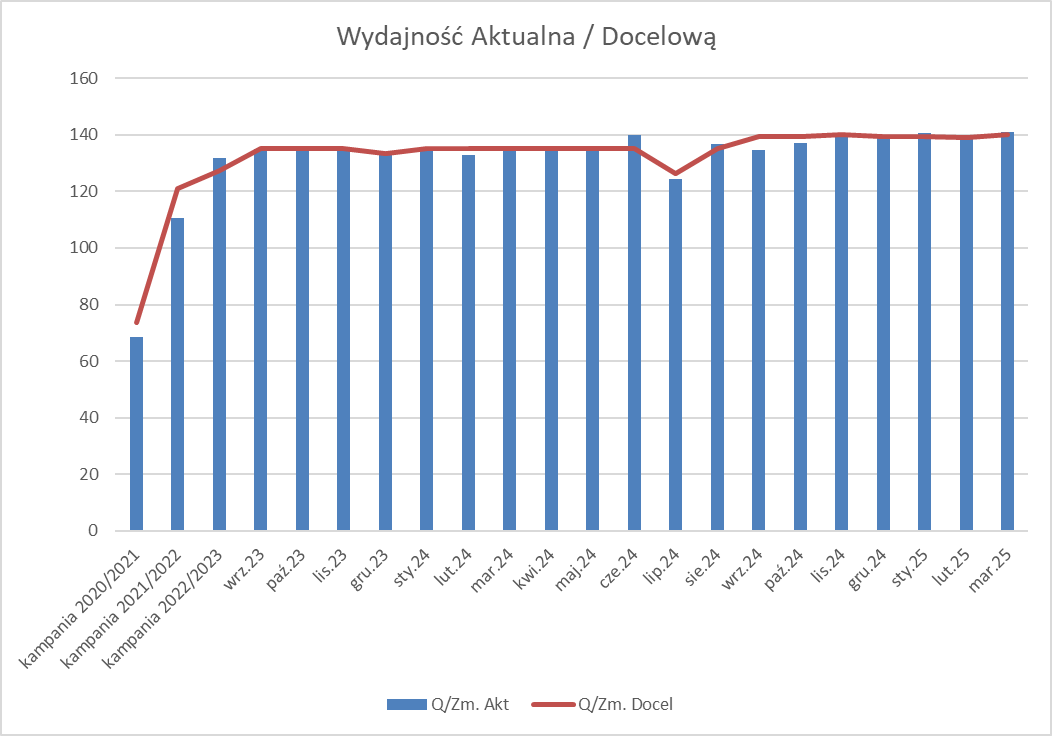 Wydajność Aktualna / Docelową
160
140
120
100
80
60
40
20
0
kampania 2020/2021
kampania 2021/2022
kampania 2022/2023
wrz.23
paź.23
lis.23
gru.23
sty.24
lut.24
mar.24
kwi.24
maj.24
cze.24
lip.24
sie.24
wrz.24
paź.24
lis.24
gru.24
sty.25
lut.25
mar.25
Q/Zm. Akt
Q/Zm. Docel